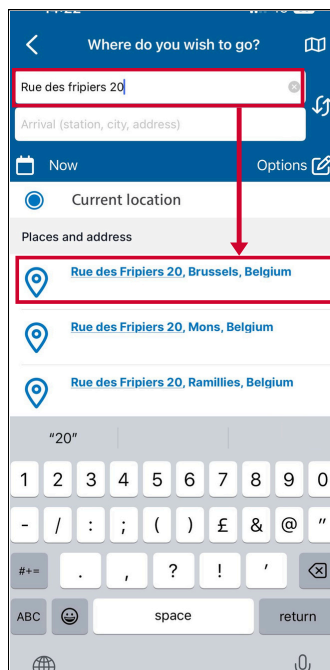 Where do you wish to go?
Rue des fripiers 20
Arrival (station, city, address)
Now
Options
Current location
Places and address
Rue des Fripiers 20, Brussels, Belgium
Rue des Fripiers 20, Mons, Belgium
Rue des Fripiers 20, Ramillies, Belgium
“20”
1 2 3 4 5 6 7 8 9 0
- / : ; ( ) £ & @ "
#+= . , ? ! '
ABC space return